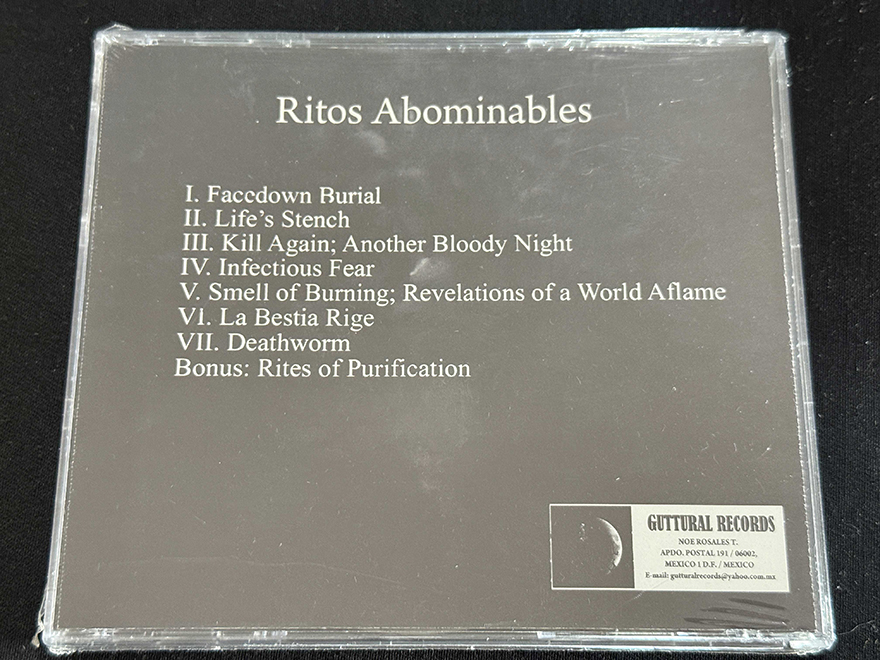 Ritos Abominables
I. Facedown Burial
II. Life's Stench
III. Kill Again; Another Bloody Night
IV. Infectious Fear
V. Smell of Burning; Revelations of a World Aflame
VI. La Bestia Rige
VII. Deathworm
Bonus: Rites of Purification
GUTTURAL RECORDS
NOE ROSALES T.
APDO. POSTAL 191 / 06002,
MEXICO 1 D.F. / MEXICO
E-mail: gutturalrecords@yahoo.com.mx